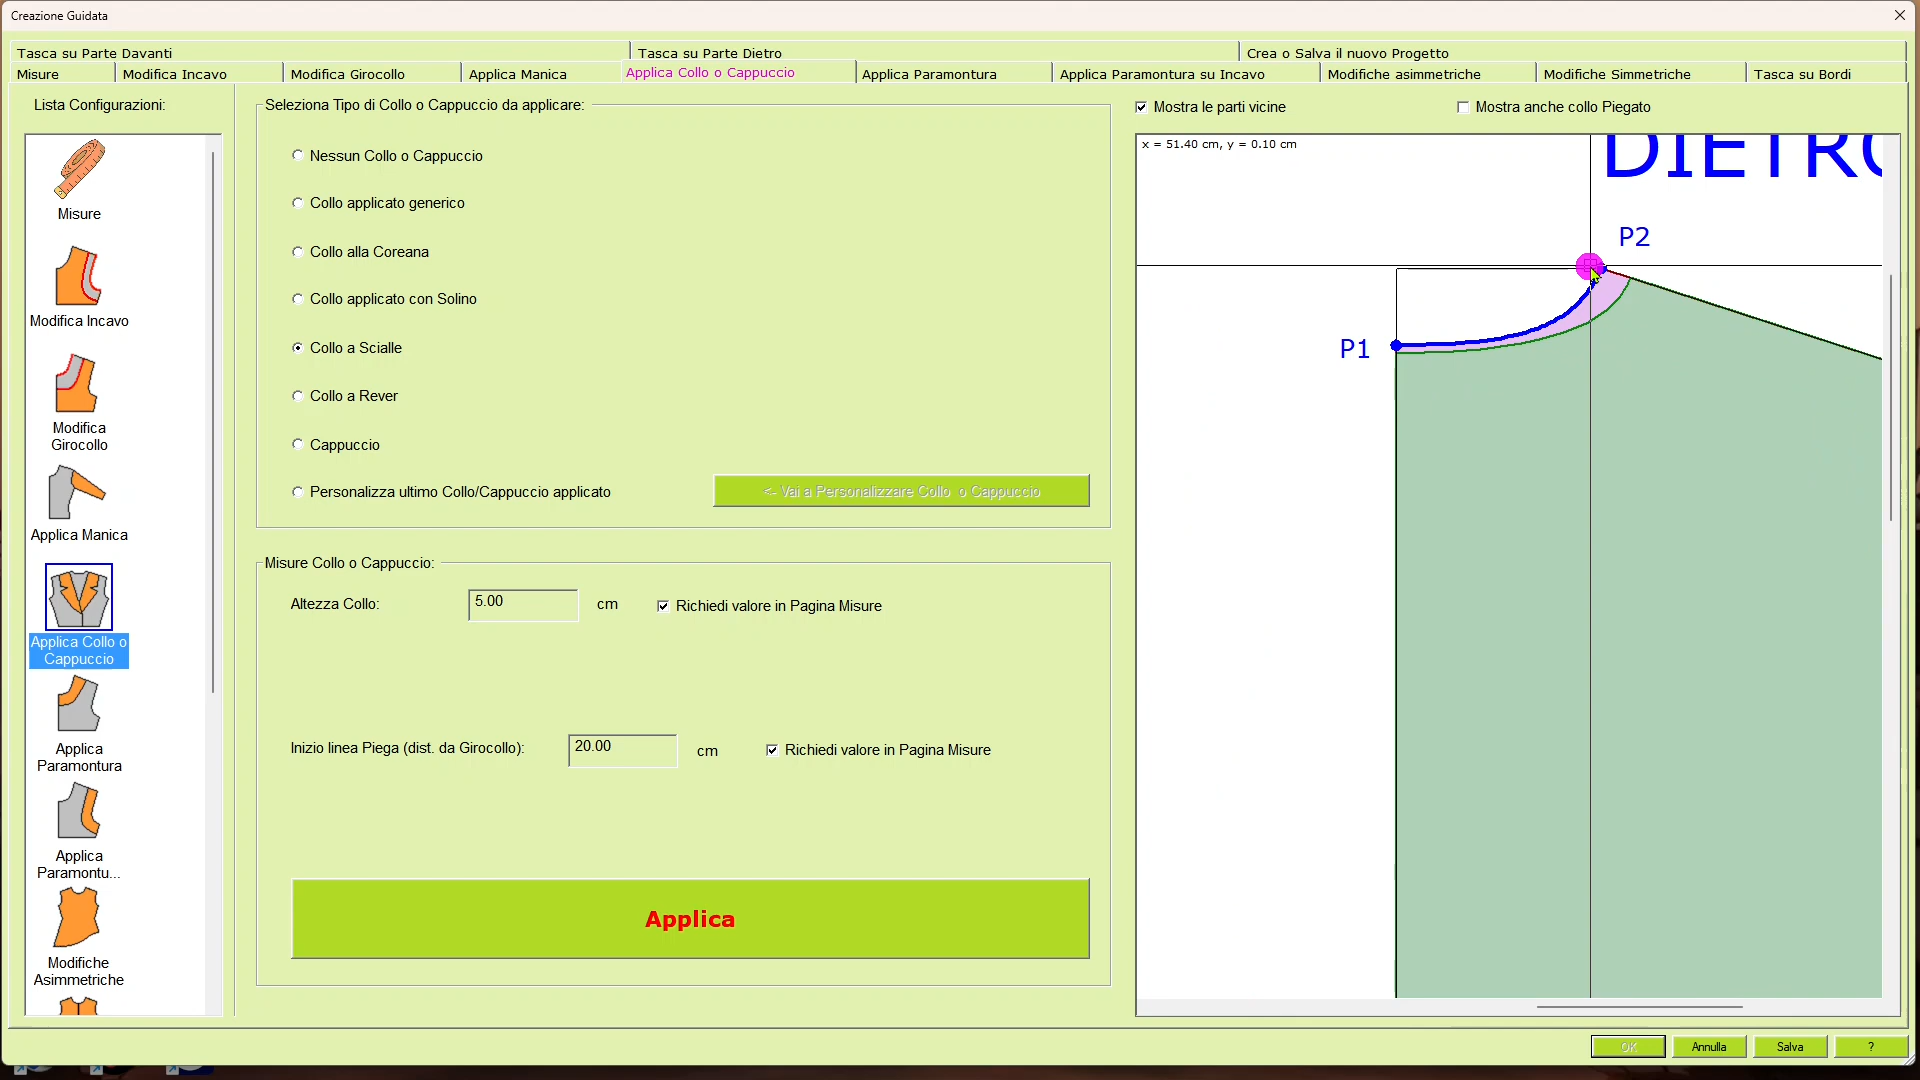 Creazione Guidata
Tasca su Parte Davanti
Tasca su Parte Dietro
Crea o Salva il nuovo Progetto
Misure
Modifica Incavo
Modifica Girocollo
Applica Manica
Applica Collo o Cappuccio
Applica Paramontura
Applica Paramontura su Incavo
Modifiche asimmetriche
Modifiche Simmetriche
Tasca su Bordi
Lista Configurazioni:
Misure
Modifica Incavo
Modifica
Girocollo
Applica Manica
Applica Collo o
Cappuccio
Applica
Paramontura
Applica
Paramontu...
Modifiche
Asimmetriche
Seleziona Tipo di Collo o Cappuccio da applicare:
Nessun Collo o Cappuccio
Collo applicato generico
Collo alla Coreana
Collo applicato con Solino
Collo a Scialle
Collo a Rever
Cappuccio
Personalizza ultimo Collo/Cappuccio applicato
<- Vai a Personalizzare Collo  o Cappuccio
Misure Collo o Cappuccio:
Altezza Collo:
5.00
cm
Richiedi valore in Pagina Misure
Inizio linea Piega (dist. da Girocollo):
20.00
cm
Richiedi valore in Pagina Misure
Applica
Mostra le parti vicine
Mostra anche collo Piegato
x = 51.40 cm, y = 0.10 cm
DIETRO
P2
P1
OK
Annulla
Salva
?